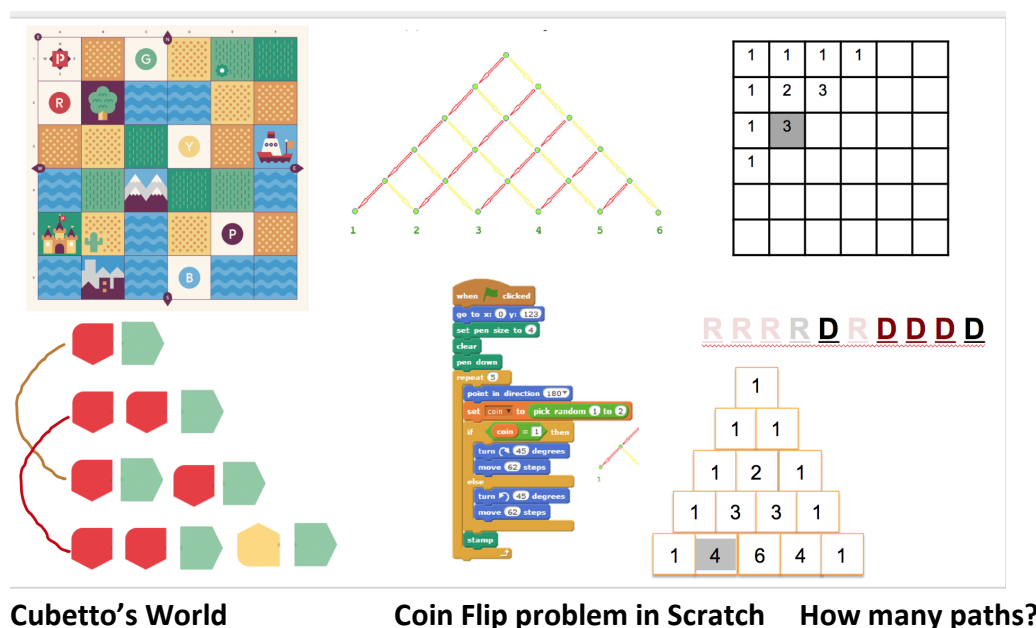 P
G
R
Y
P
B
1 2 3 4 5 6
when clicked
go to x: 0 y: 123
set pen size to 4
clear
pen down
repeat 5
point in direction 180
set coin to pick random 1 to 2
if coin = 1 then
turn 45 degrees
move 62 steps
else
turn 45 degrees
move 62 steps
stamp
1
1 1 1 1
1 2 3
1 3
1
R R R R D R D D D D
1
1 1
1 2 1
1 3 3 1
1 4 6 4 1
Cubetto's World
Coin Flip problem in Scratch
How many paths?